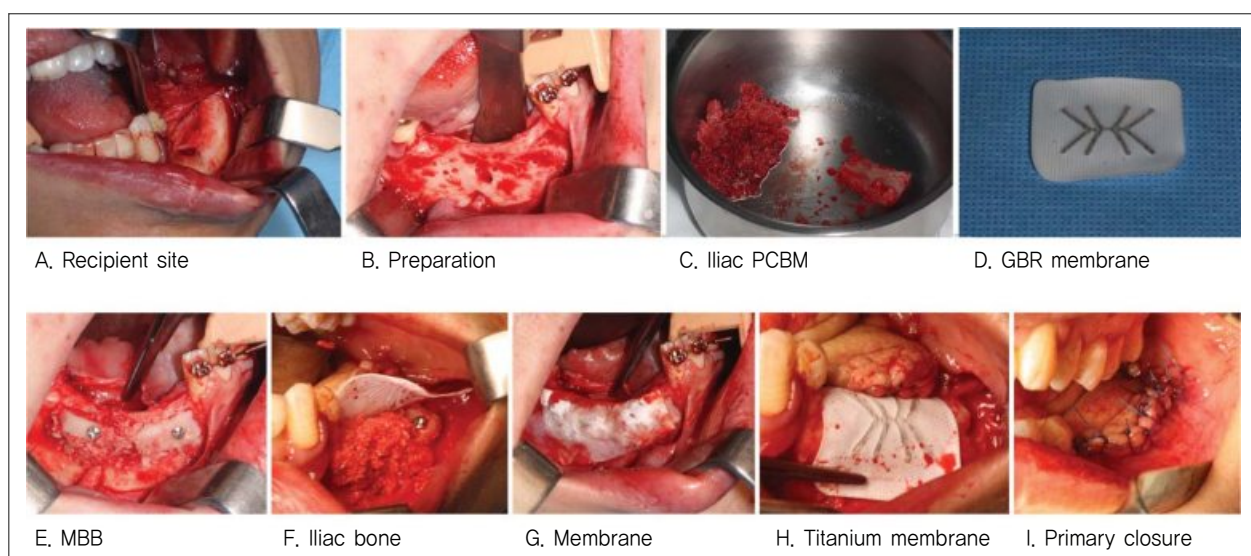 A. Recipient site
B. Preparation
C. Iliac PCBM
D. GBR membrane
E. MBB
F. Iliac bone
G. Membrane
H. Titanium membrane
I. Primary closure